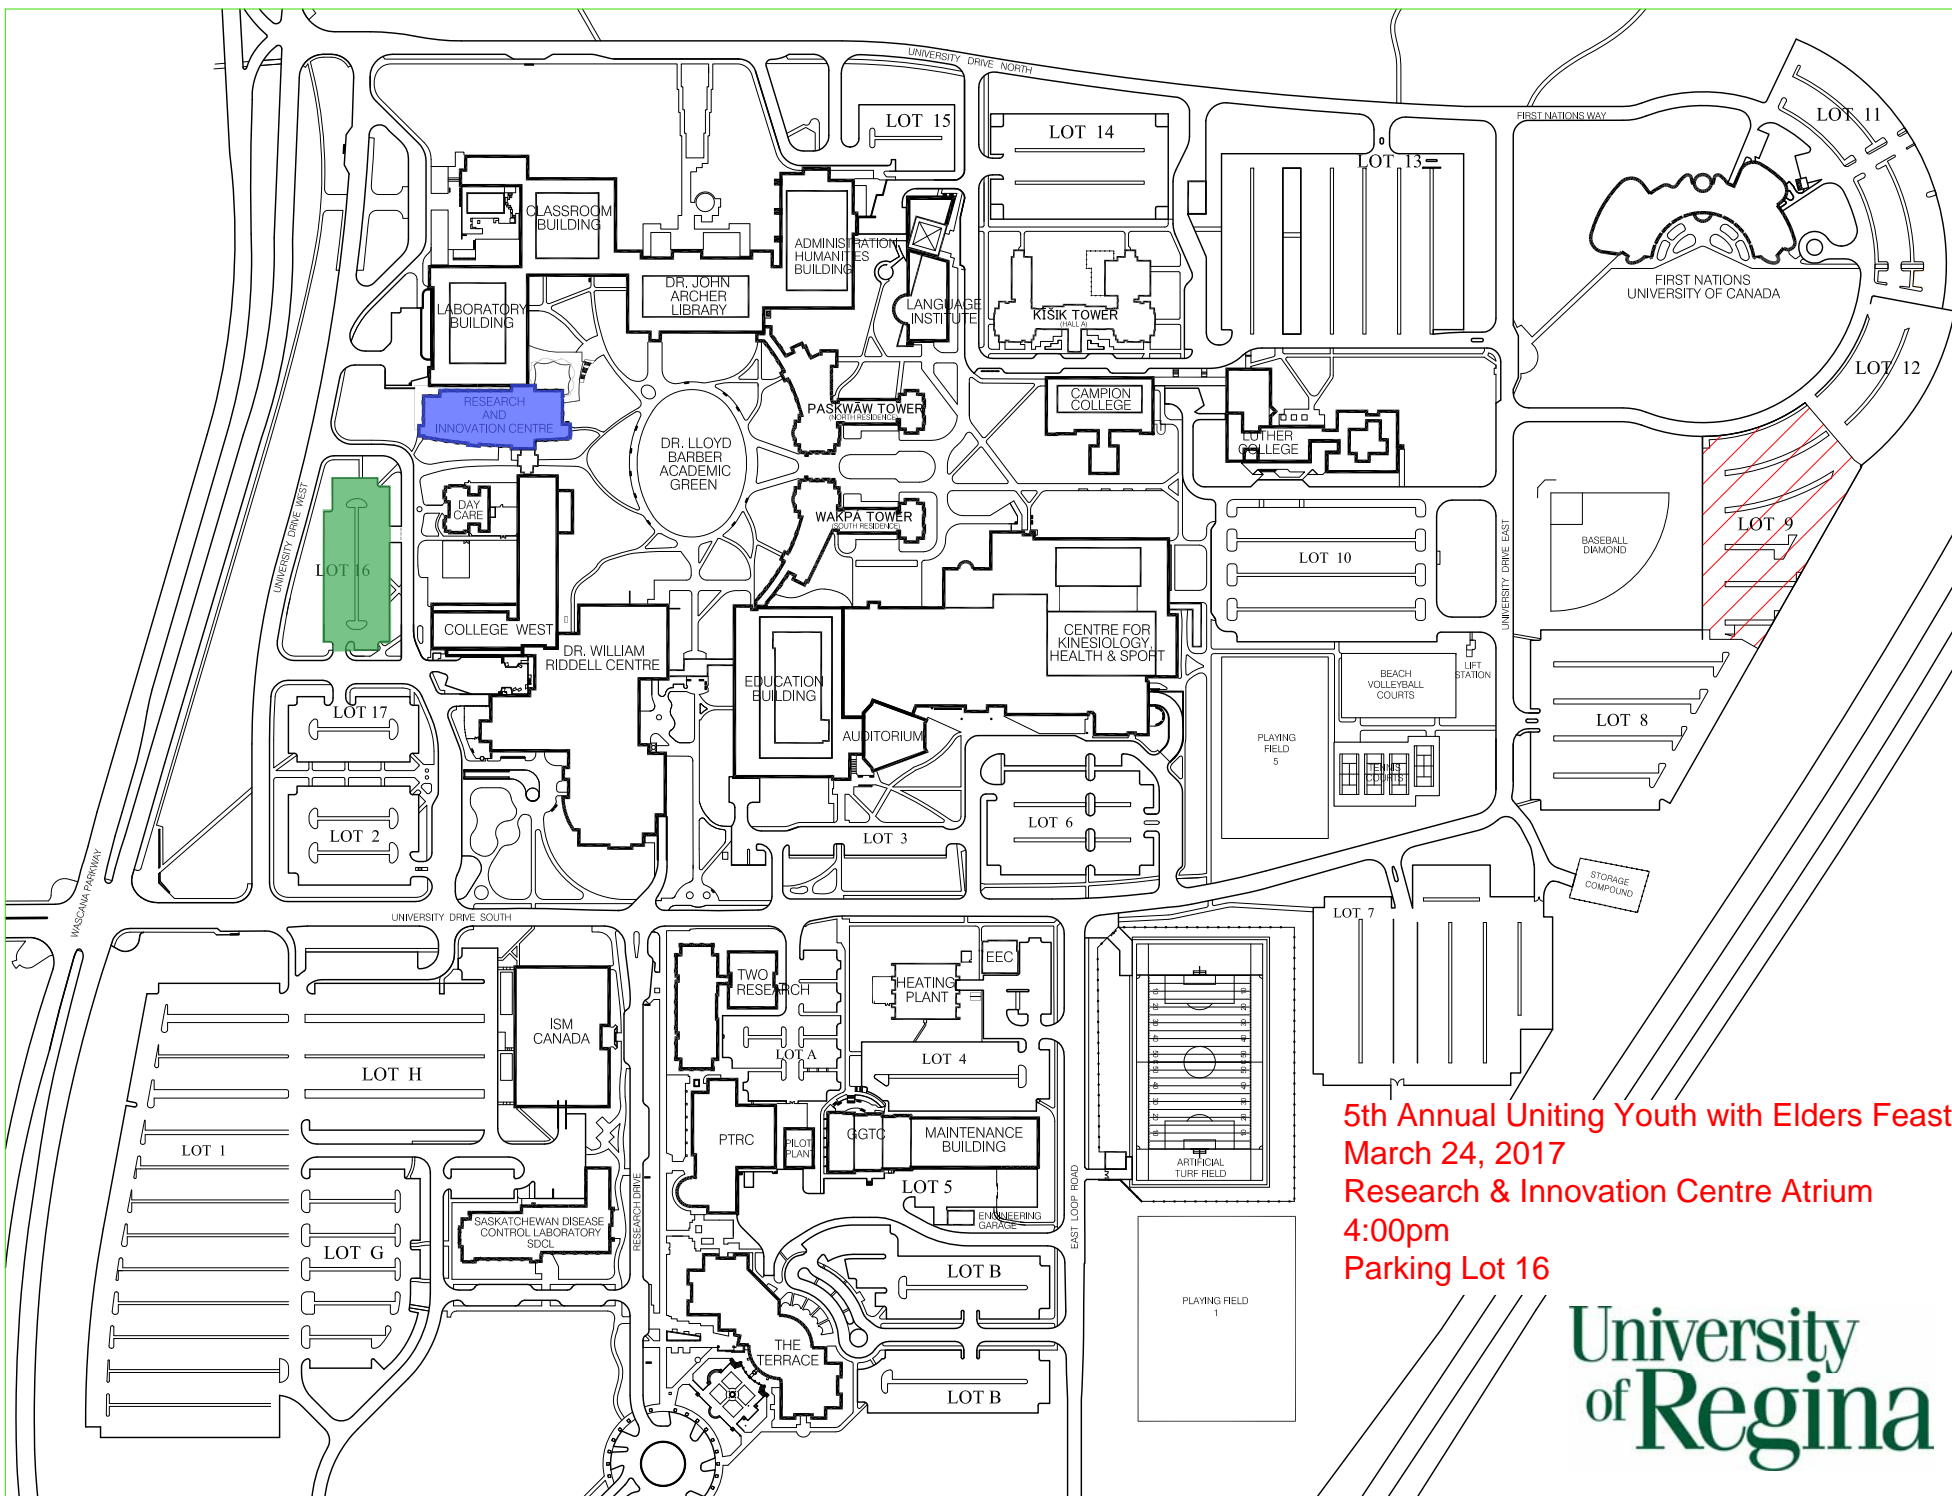 UNIVERSITY DRIVE NORTH
FIRST NATIONS WAY
LOT 11
LOT 15
LOT 14
LOT 13
CLASSROOM
BUILDING
ADMINISTRATION
HUMANITIES
BUILDING
DR. JOHN
ARCHER
LIBRARY
LABORATORY
BUILDING
LANGUAGE
INSTITUTE
KĪSIK TOWER
(HALL A)
FIRST NATIONS
UNIVERSITY OF CANADA
LOT 12
RESEARCH
AND
INNOVATION CENTRE
PASKWĀW TOWER
(NORTH RESIDENCE)
CAMPION
COLLEGE
LUTHER
COLLEGE
DR. LLOYD
BARBER
ACADEMIC
GREEN
DAY
CARE
WAKPĀ TOWER
(SOUTH RESIDENCE)
UNIVERSITY DRIVE WEST
LOT 16
LOT 10
UNIVERSITY DRIVE EAST
BASEBALL
DIAMOND
LOT 9
COLLEGE WEST
DR. WILLIAM
RIDDELL CENTRE
CENTRE FOR
KINESIOLOGY,
HEALTH & SPORT
EDUCATION
BUILDING
BEACH
VOLLEYBALL
COURTS
LIFT
STATION
LOT 17
AUDITORIUM
PLAYING
FIELD
5
TENNIS
COURTS
LOT 8
LOT 2
LOT 3
LOT 6
WASCANA PARKWAY
STORAGE
COMPOUND
UNIVERSITY DRIVE SOUTH
LOT 7
TWO
RESEARCH
HEATING
PLANT
EEC
ISM
CANADA
LOT A
LOT 4
LOT H
LOT 1
PTRC
PILOT
PLANT
GGTC
MAINTENANCE
BUILDING
ARTIFICIAL
TURF FIELD
LOT 5
ENGINEERING
GARAGE
EAST LOOP ROAD
RESEARCH DRIVE
SASKATCHEWAN DISEASE
CONTROL LABORATORY
SDCL
LOT G
LOT B
THE
TERRACE
LOT B
PLAYING FIELD
1
5th Annual Uniting Youth with Elders Feast
March 24, 2017
Research & Innovation Centre Atrium
4:00pm
Parking Lot 16
University
of Regina